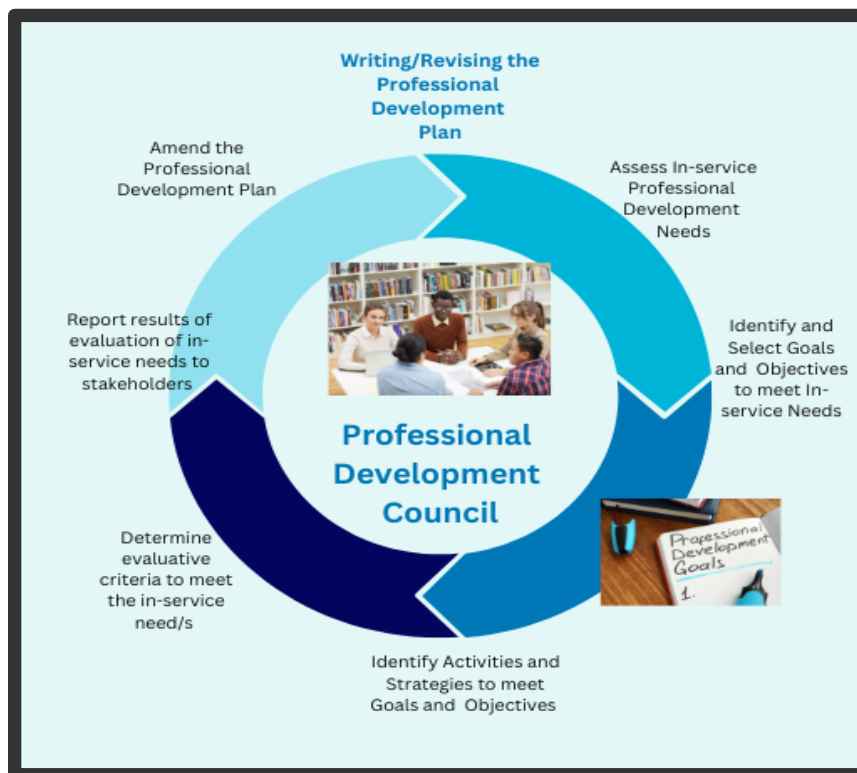 Writing/Revising the
Professional
Development
Plan
Assess In-service
Professional
Development
Needs
Identify and
Select Goals
and Objectives
to meet In-
service Needs
Professional
Development
Goals
1.
Identify Activities and
Strategies to meet
Goals and Objectives
Determine
evaluative
criteria to meet
the in-service
need/s
Report results of
evaluation of in-
service needs to
stakeholders
Amend the
Professional
Development Plan
Professional
Development
Council